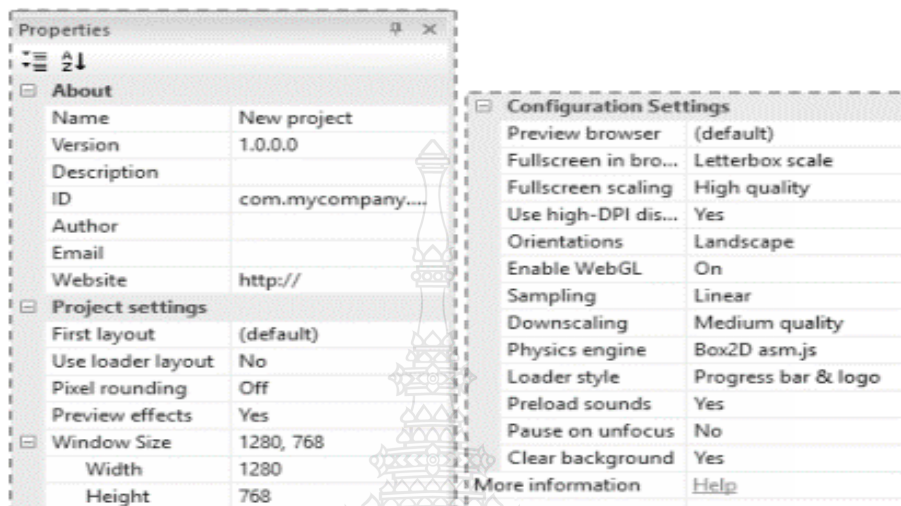 Properties
About
Name New project
Version 1.0.0.0
Description
ID com.mycompany....
Author
Email
Website http://
Project settings
First layout (default)
Use loader layout No
Pixel rounding Off
Preview effects Yes
Window Size 1280, 768
Width 1280
Height 768
Configuration Settings
Preview browser (default)
Fullscreen in bro... Letterbox scale
Fullscreen scaling High quality
Use high-DPI dis... Yes
Orientations Landscape
Enable WebGL On
Sampling Linear
Downscaling Medium quality
Physics engine Box2D asm.js
Loader style Progress bar & logo
Preload sounds Yes
Pause on unfocus No
Clear background Yes
More information Help